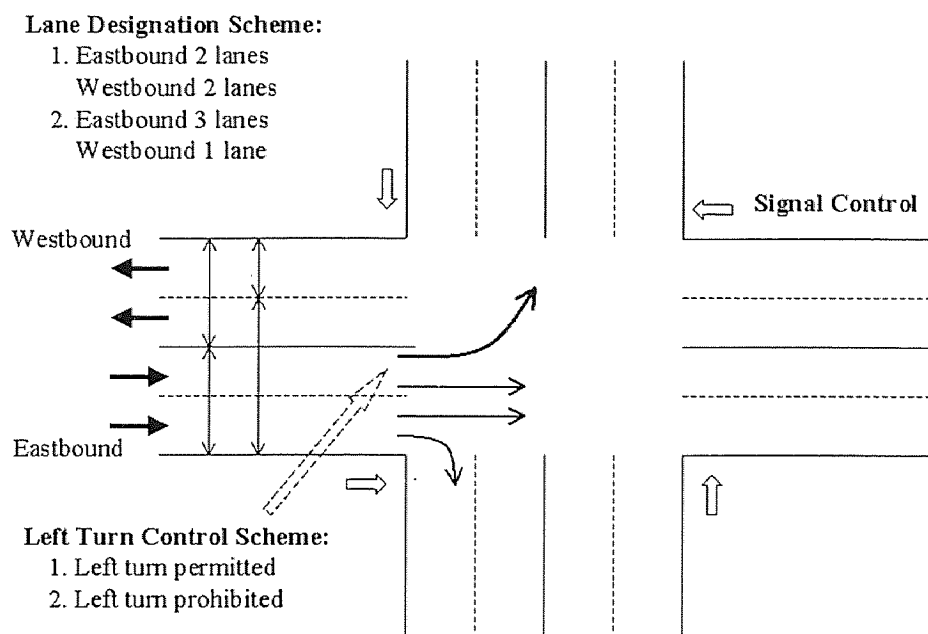 Lane Designation Scheme:
1. Eastbound 2 lanes
Westbound 2 lanes
2. Eastbound 3 lanes
Westbound 1 lane
Signal Control
Westbound
Eastbound
Left Turn Control Scheme:
1. Left turn permitted
2. Left turn prohibited